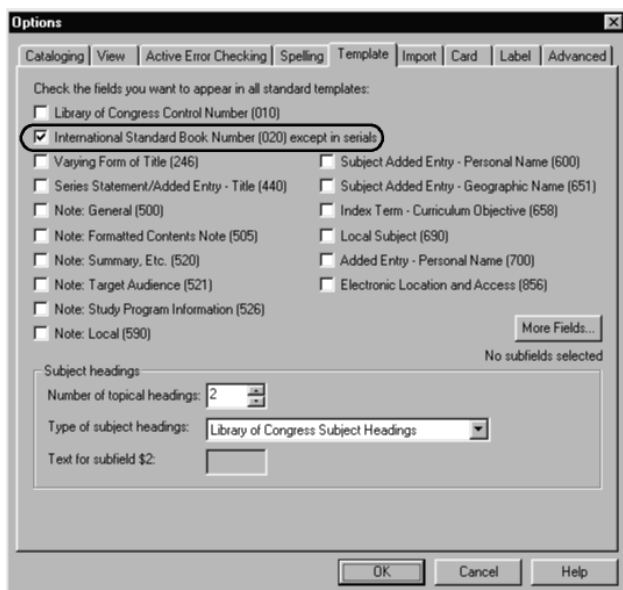 Options
Cataloging View Active Error Checking Spelling Template Import Card Label Advanced
Check the fields you want to appear in all standard templates:
Library of Congress Control Number (010)
International Standard Book Number (020) except in serials
Varying Form of Title (246)
Series Statement/Added Entry - Title (440)
Note: General (500)
Note: Formatted Contents Note (505)
Note: Summary, Etc. (520)
Note: Target Audience (521)
Note: Study Program Information (526)
Note: Local (590)
Subject Added Entry - Personal Name (600)
Subject Added Entry - Geographic Name (651)
Index Term - Curriculum Objective (658)
Local Subject (690)
Added Entry - Personal Name (700)
Electronic Location and Access (856)
More Fields...
No subfields selected
Subject headings
Number of topical headings: 2
Type of subject headings: Library of Congress Subject Headings
Text for subfield $2:
OK Cancel Help